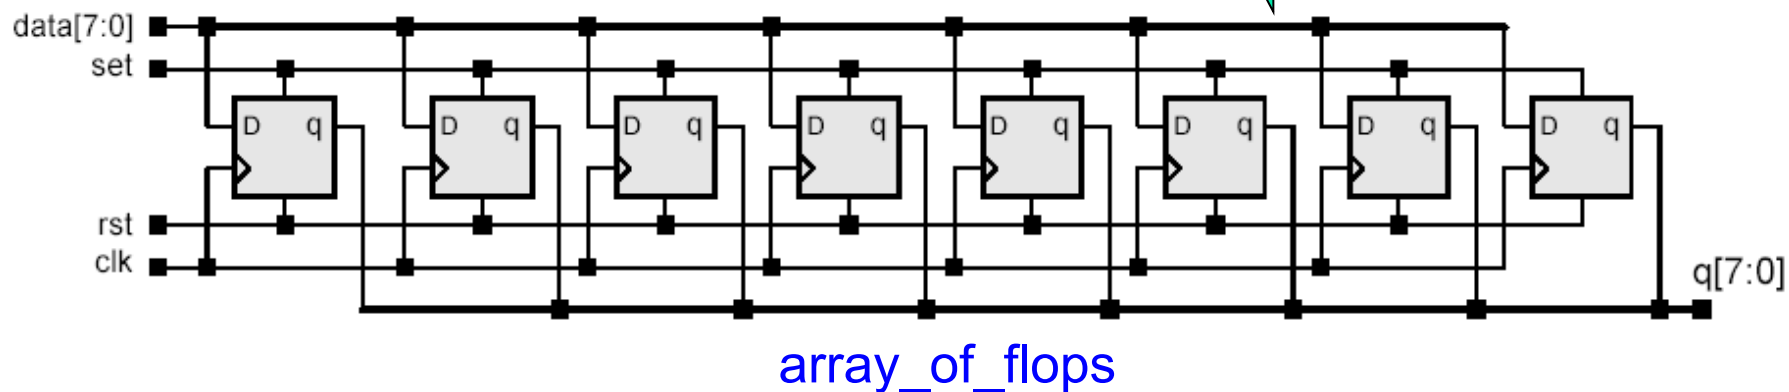 data[7:0]
set
D q D q D q D q D q D q D q D q
rst
clk
q[7:0]
array_of_flops